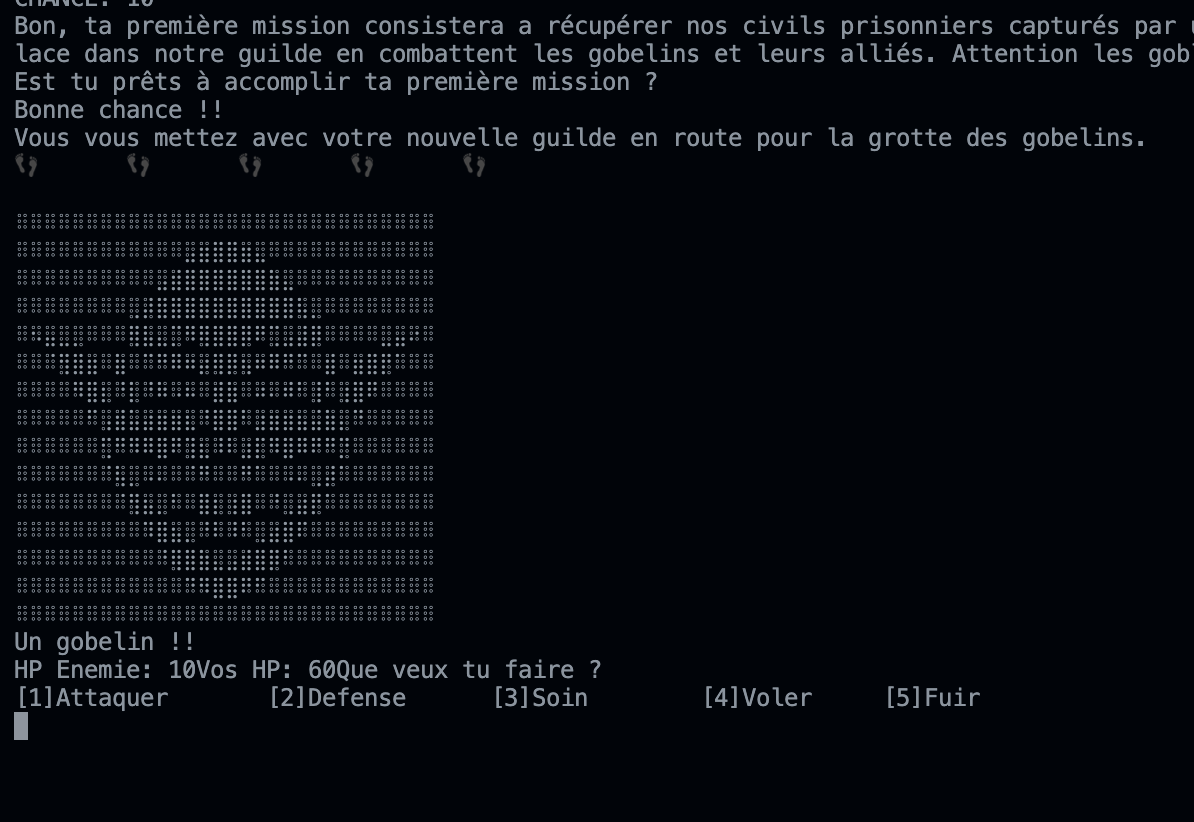 CHANCE: 10
Bon, ta première mission consistera a récupérer nos civils prisonniers capturés par
lace dans notre guilde en combattent les gobelins et leurs alliés. Attention les gob
Est tu prêts à accomplir ta première mission ?
Bonne chance !!
Vous vous mettez avec votre nouvelle guilde en route pour la grotte des gobelins.
Un gobelin !!
HP Enemie: 10Vos HP: 60Que veux tu faire ?
[1]Attaquer [2]Defense [3]Soin [4]Voler [5]Fuir